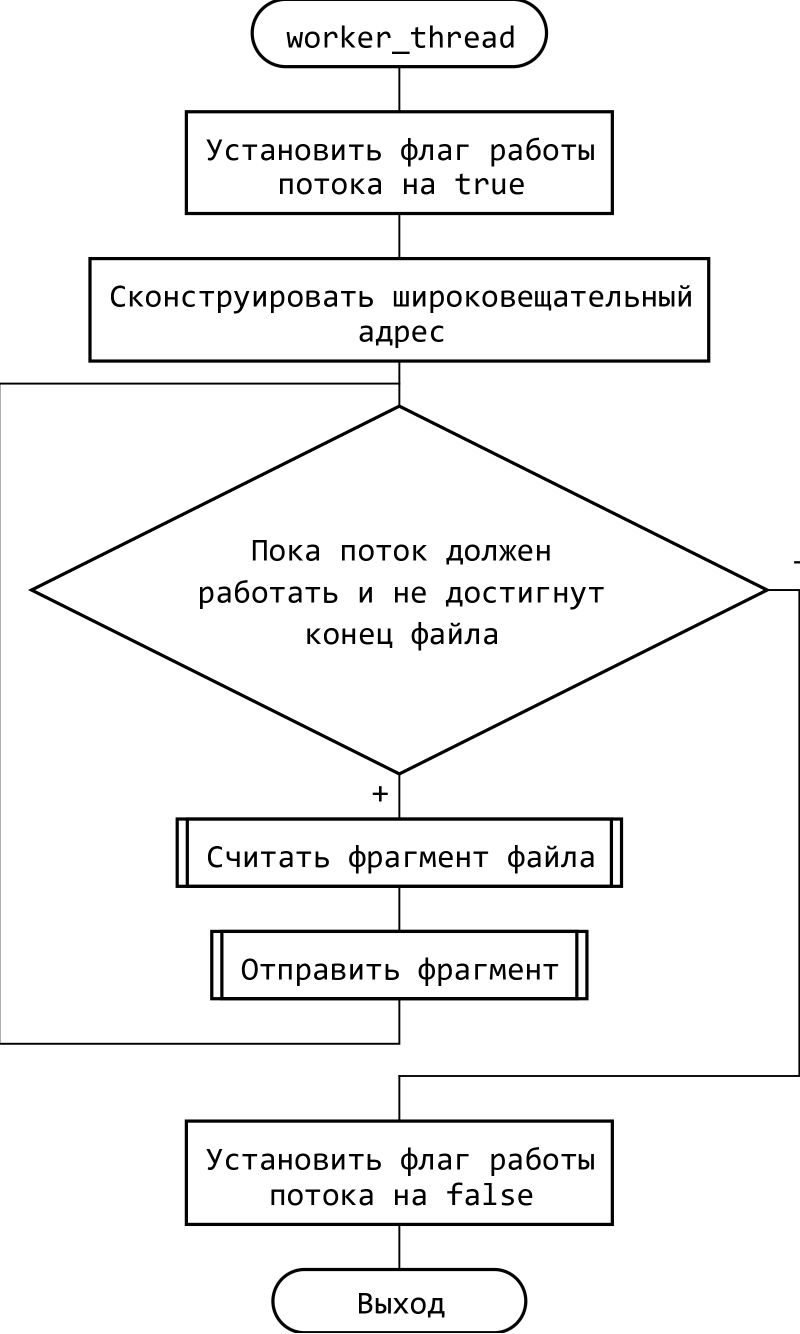 worker_thread
Установить флаг работы
потока на true
Сконструировать широковещательный
адрес
Пока поток должен
работать и не достигнут
конец файла
-
+
Считать фрагмент файла
Отправить фрагмент
Установить флаг работы
потока на false
Выход